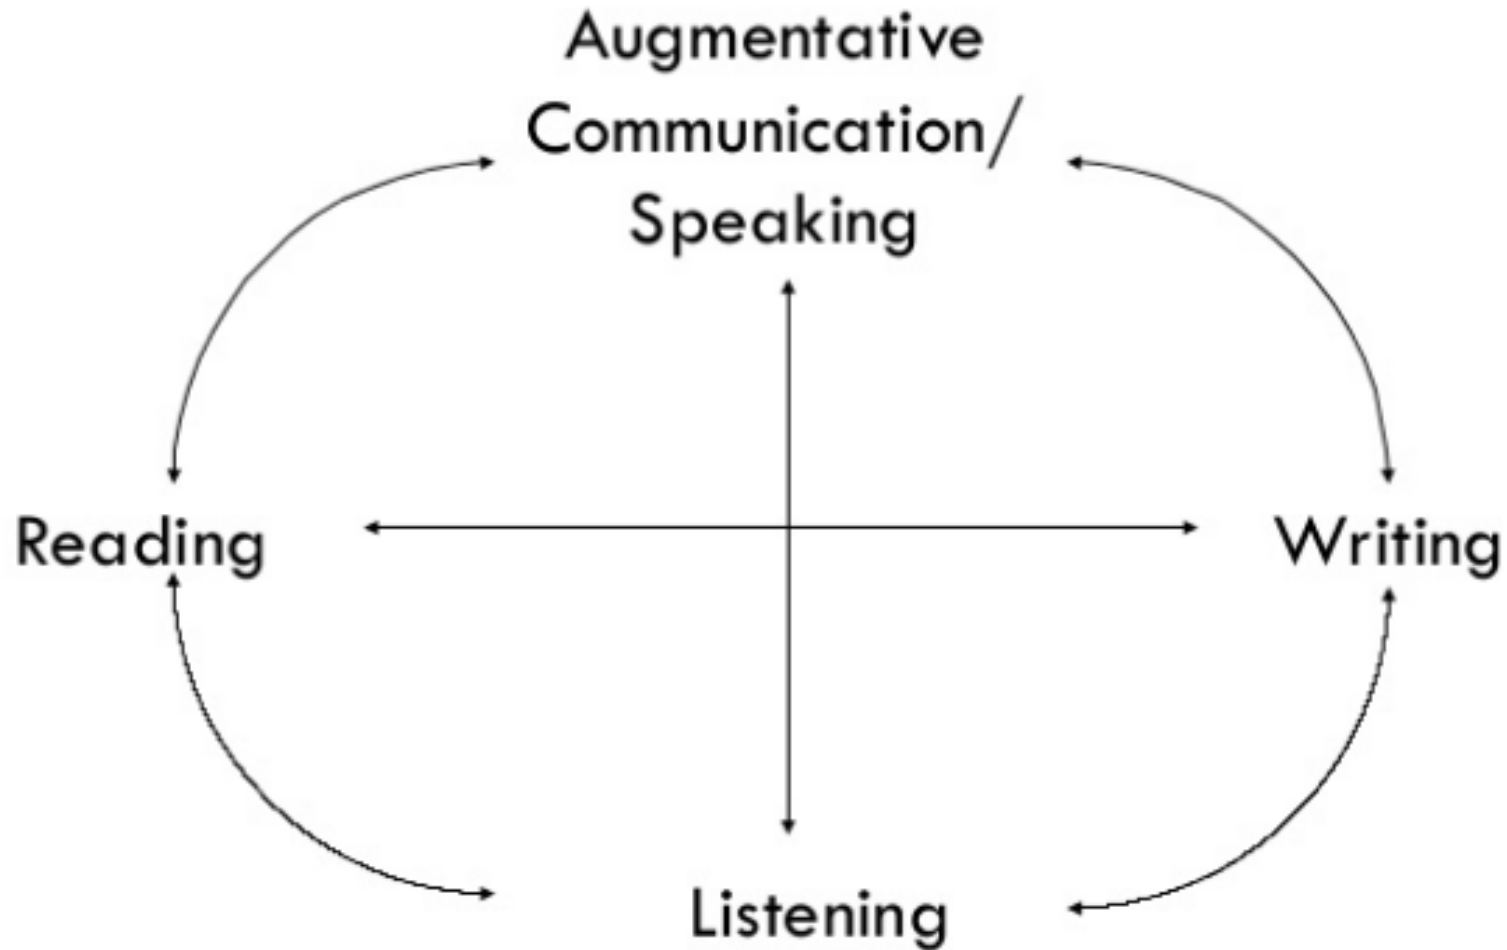 Augmentative
Communication/
Speaking
Reading
Writing
Listening